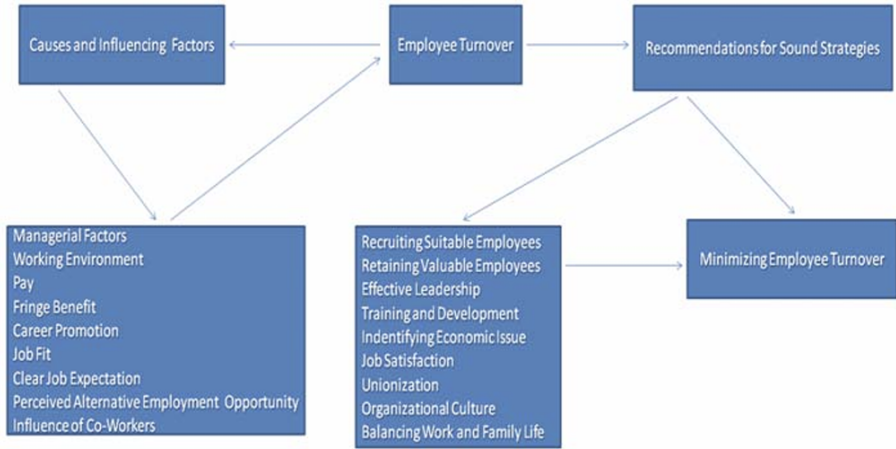 Causes and Influencing Factors
Employee Turnover
Recommendations for Sound Strategies
Managerial Factors
Working Environment
Pay
Fringe Benefit
Career Promotion
Job Fit
Clear Job Expectation
Perceived Alternative Employment Opportunity
Influence of Co-Workers
Recruiting Suitable Employees
Retaining Valuable Employees
Effective Leadership
Training and Development
Indentifying Economic Issue
Job Satisfaction
Unionization
Organizational Culture
Balancing Work and Family Life
Minimizing Employee Turnover